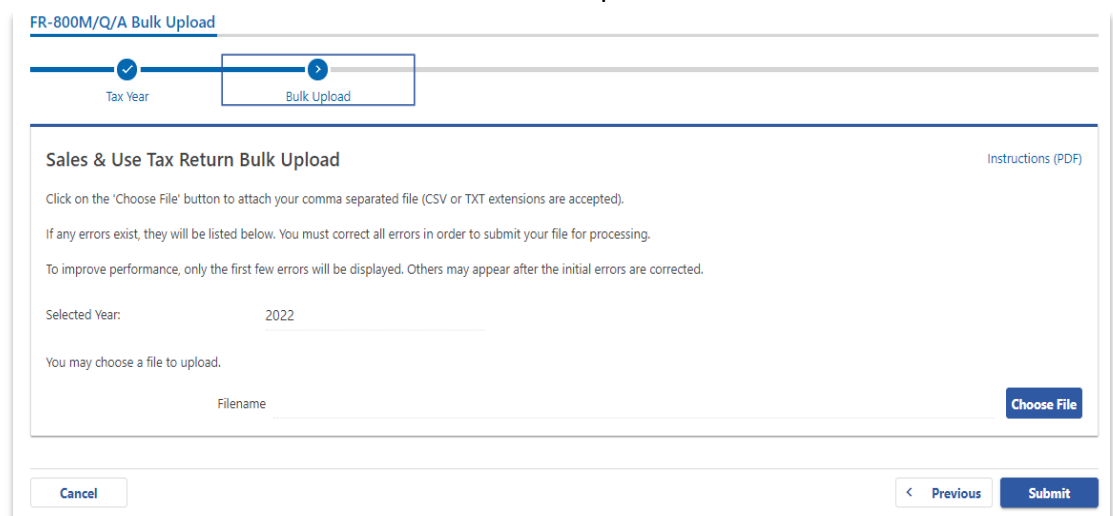 FR-800M/Q/A Bulk Upload
Tax Year
Bulk Upload
Sales & Use Tax Return Bulk Upload
Instructions (PDF)
Click on the 'Choose File' button to attach your comma separated file (CSV or TXT extensions are accepted).
If any errors exist, they will be listed below. You must correct all errors in order to submit your file for processing.
To improve performance, only the first few errors will be displayed. Others may appear after the initial errors are corrected.
Selected Year: 2022
You may choose a file to upload.
Filename
Choose File
Cancel
Previous
Submit